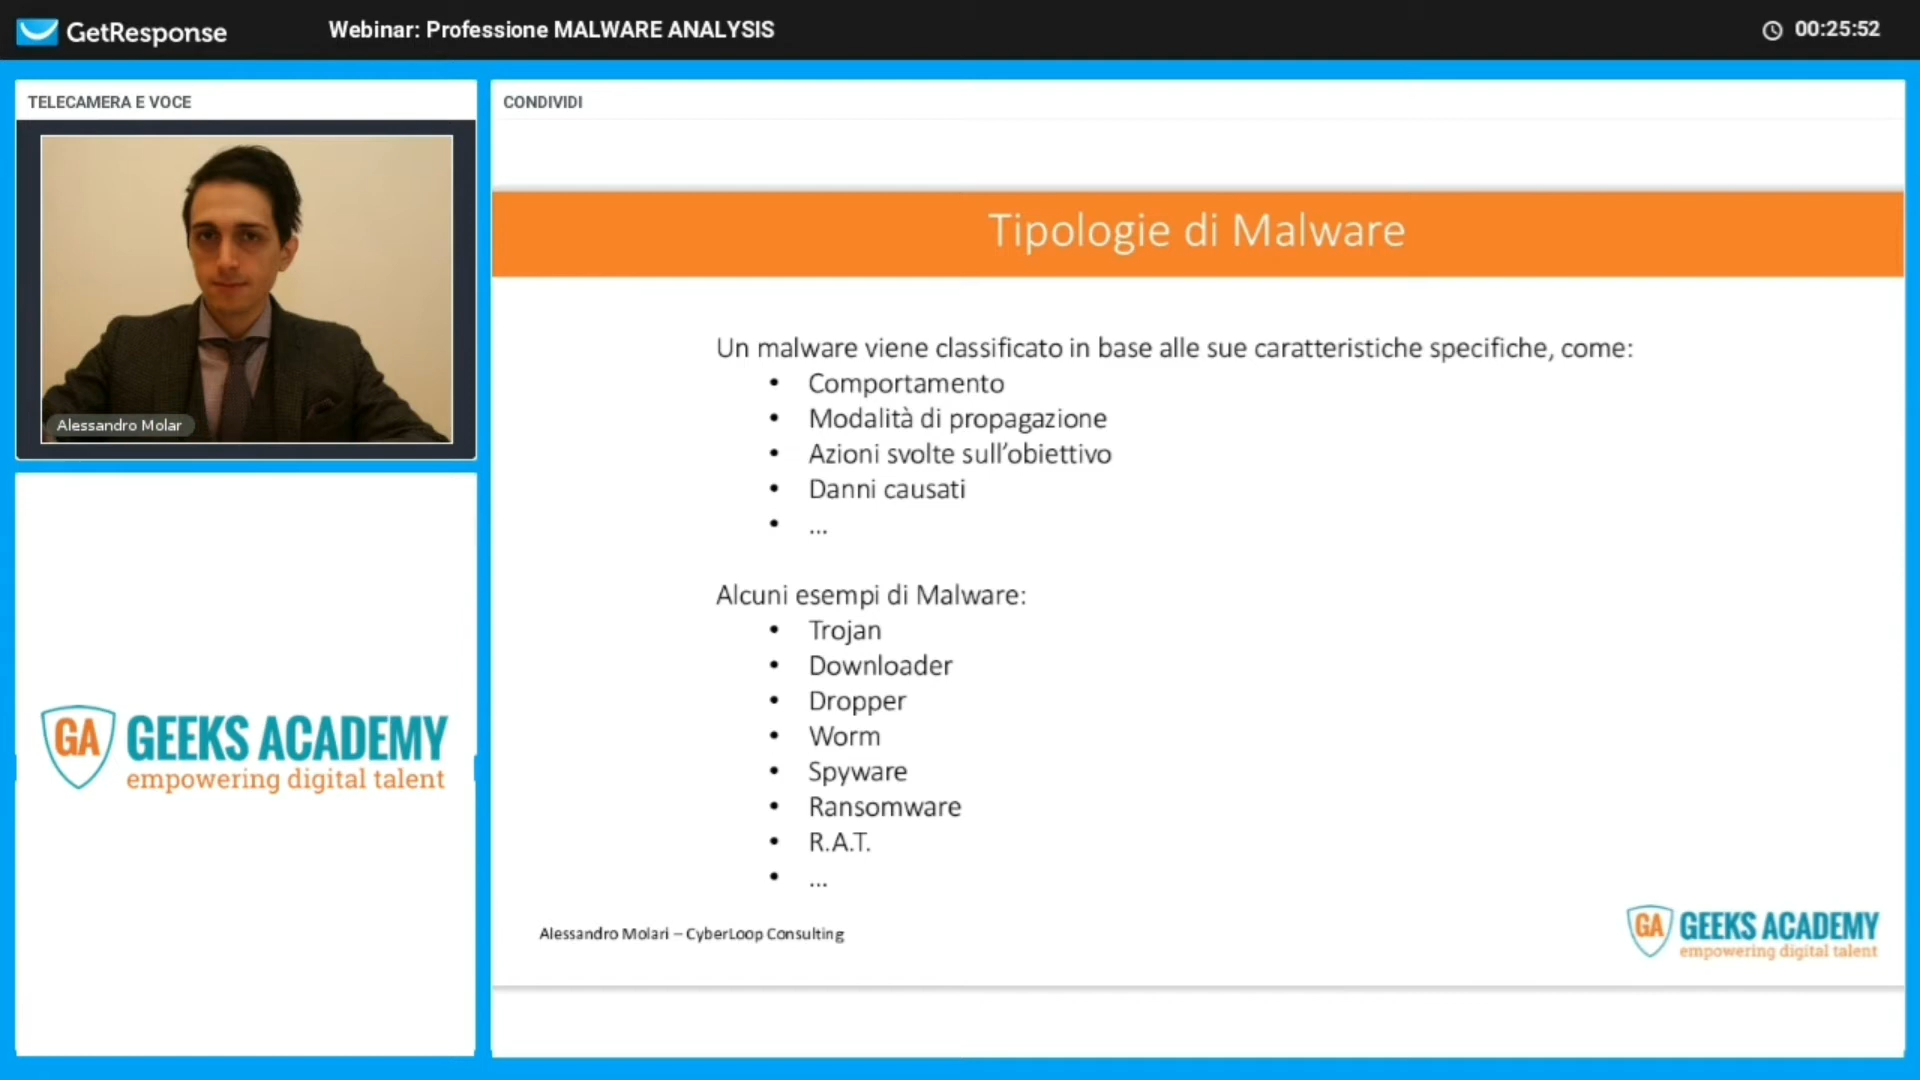 GetResponse
Webinar: Professione MALWARE ANALYSIS
00:25:52
TELECAMERA E VOCE
Alessandro Molar
GA GEEKS ACADEMY
empowering digital talent
CONDIVIDI
Tipologie di Malware
Un malware viene classificato in base alle sue caratteristiche specifiche, come:
• Comportamento
• Modalità di propagazione
• Azioni svolte sull’obiettivo
• Danni causati
• ...
Alcuni esempi di Malware:
• Trojan
• Downloader
• Dropper
• Worm
• Spyware
• Ransomware
• R.A.T.
• ...
Alessandro Molari – CyberLoop Consulting
GA GEEKS ACADEMY
empowering digital talent